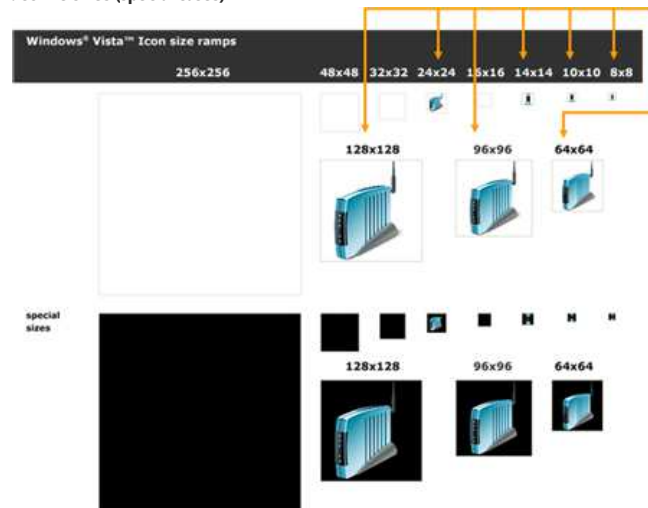 Windows® Vista™ Icon size ramps
256x256 48x48 32x32 24x24 16x16 14x14 10x10 8x8
128x128 96x96 64x64
special
sizes
128x128 96x96 64x64